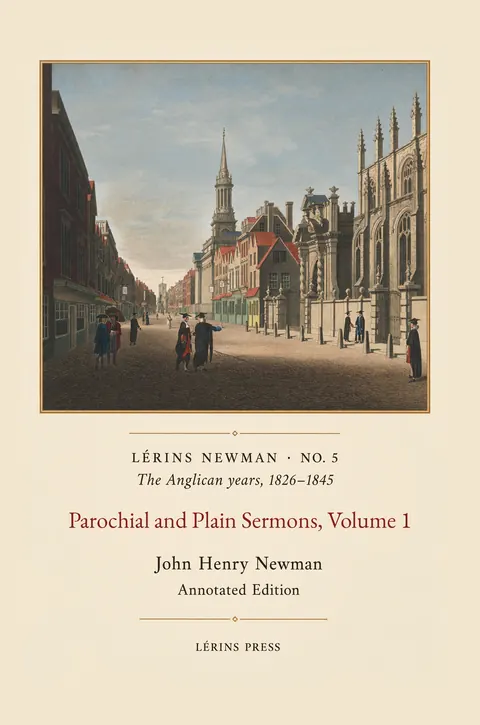 LÉRINS NEWMAN · NO. 5
The Anglican years, 1826–1845
Parochial and Plain Sermons, Volume 1
John Henry Newman
Annotated Edition
LÉRINS PRESS